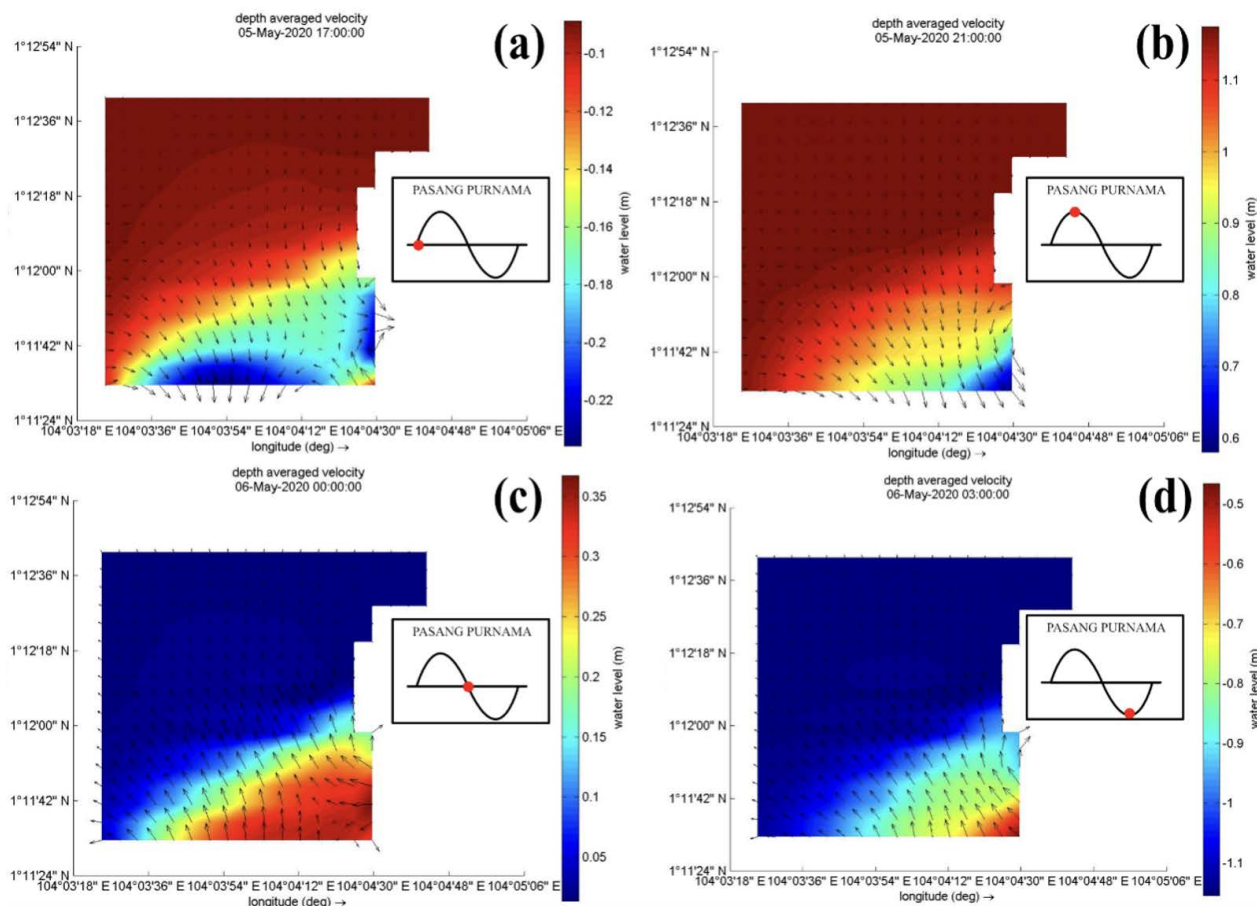 depth averaged velocity
05-May-2020 17:00:00
(a)
1°12'54" N
1°12'36" N
1°12'18" N
1°12'00" N
1°11'42" N
1°11'24" N
104°03'18" E 104°03'36" E 104°03'54" E 104°04'12" E 104°04'30" E 104°04'48" E 104°05'06" E
longitude (deg) →
PASANG PURNAMA
-0.1
-0.12
-0.14
-0.16
-0.18
-0.2
-0.22
water level (m)
depth averaged velocity
05-May-2020 21:00:00
(b)
1°12'54" N
1°12'36" N
1°12'18" N
1°12'00" N
1°11'42" N
1°11'24" N
104°03'18" E 104°03'36" E 104°03'54" E 104°04'12" E 104°04'30" E 104°04'48" E 104°05'06" E
longitude (deg) →
PASANG PURNAMA
1.1
1
0.9
0.8
0.7
0.6
water level (m)
depth averaged velocity
06-May-2020 00:00:00
(c)
1°12'54" N
1°12'36" N
1°12'18" N
1°12'00" N
1°11'42" N
1°11'24" N
104°03'18" E 104°03'36" E 104°03'54" E 104°04'12" E 104°04'30" E 104°04'48" E 104°05'06" E
longitude (deg) →
PASANG PURNAMA
0.35
0.3
0.25
0.2
0.15
0.1
0.05
water level (m)
depth averaged velocity
06-May-2020 03:00:00
(d)
1°12'54" N
1°12'36" N
1°12'18" N
1°12'00" N
1°11'42" N
1°11'24" N
104°03'18" E 104°03'36" E 104°03'54" E 104°04'12" E 104°04'30" E 104°04'48" E 104°05'06" E
longitude (deg) →
PASANG PURNAMA
-0.5
-0.6
-0.7
-0.8
-0.9
-1
-1.1
water level (m)